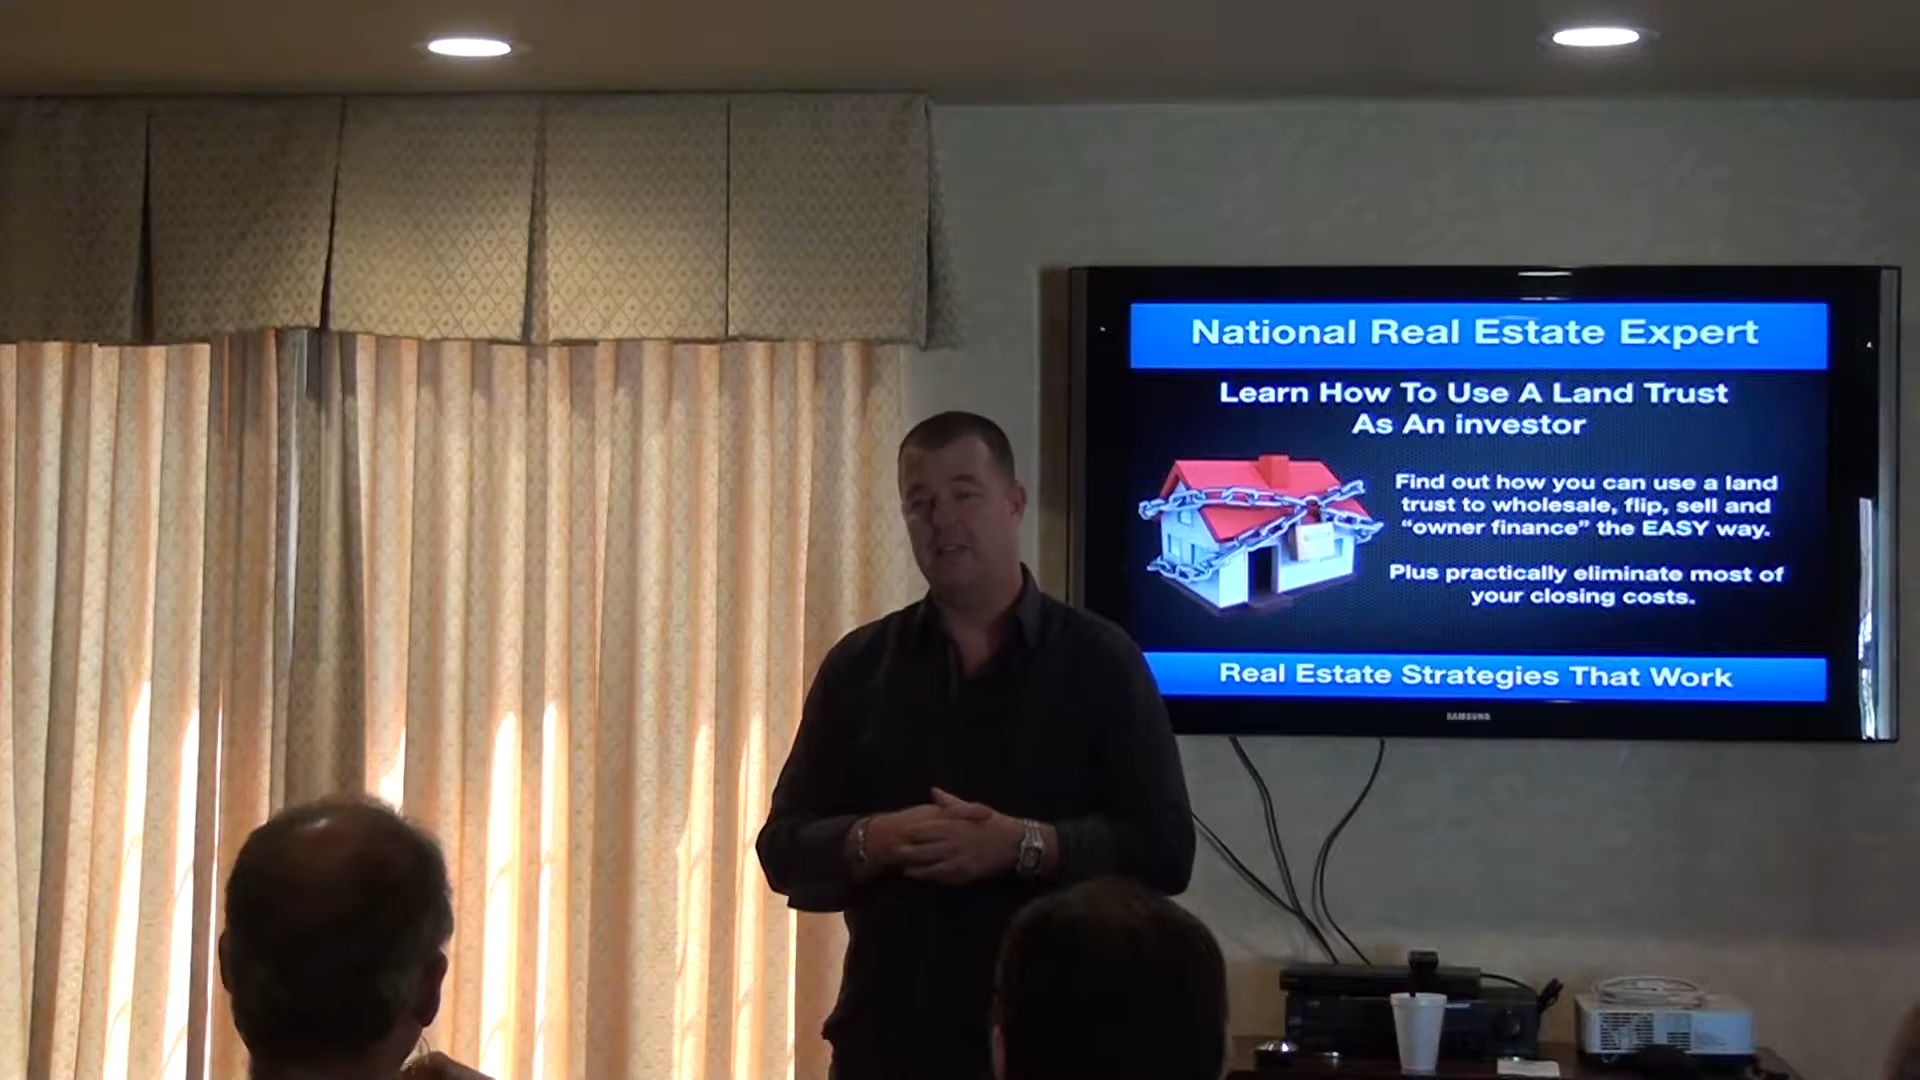 National Real Estate Expert
Learn How To Use A Land Trust
As An investor
Find out how you can use a land
trust to wholesale, flip, sell and
“owner finance” the EASY way.
Plus practically eliminate most of
your closing costs.
Real Estate Strategies That Work
SAMSUNG